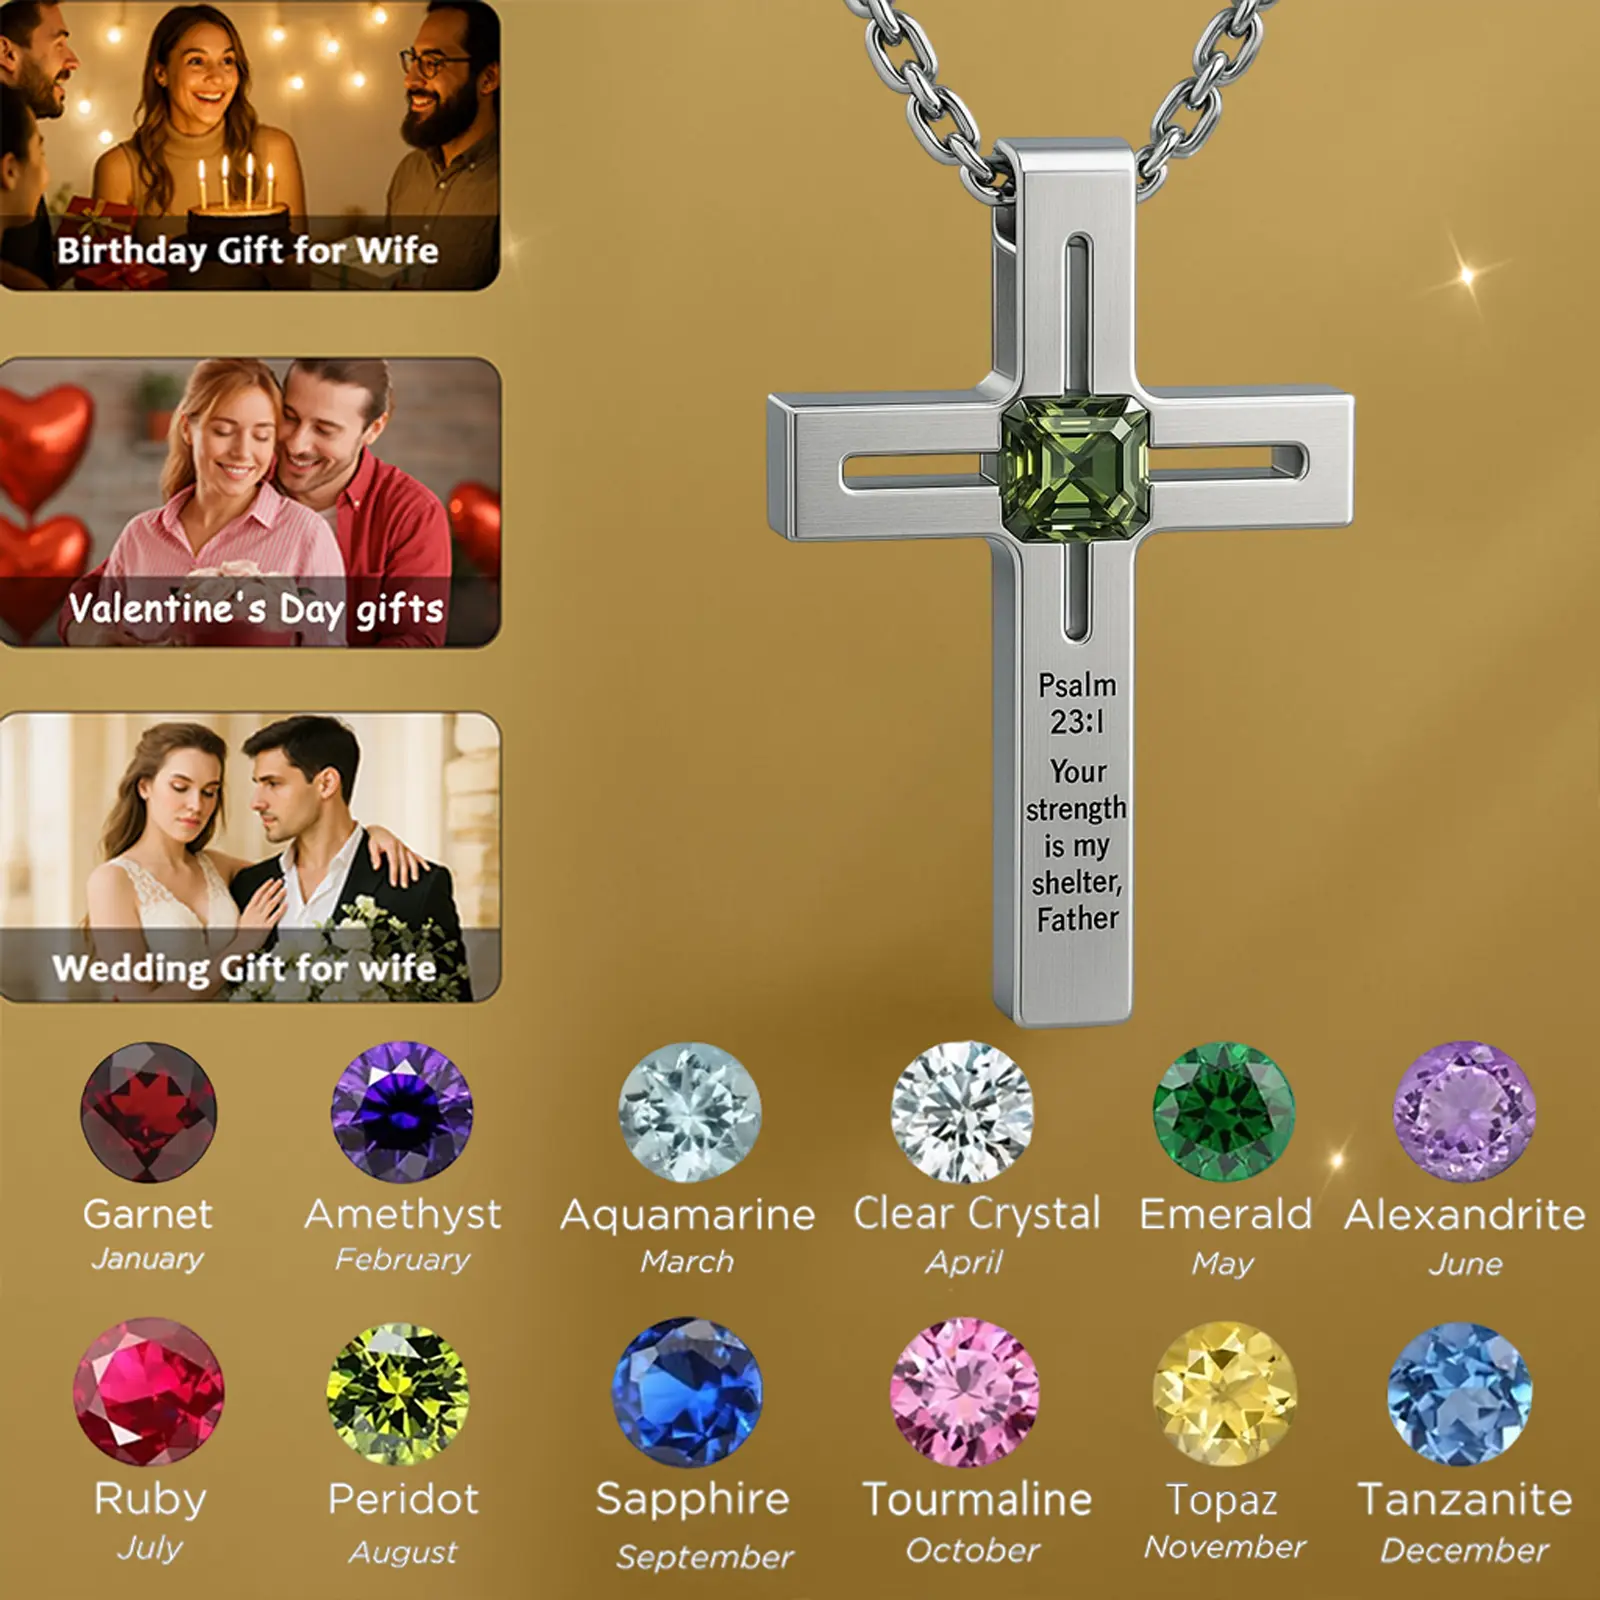 Birthday Gift for Wife
Valentine's Day gifts
Wedding Gift for wife
Psalm
23:1
Your
strength
is my
shelter,
Father
Garnet
January
Amethyst
February
Aquamarine
March
Clear Crystal
April
Emerald
May
Alexandrite
June
Ruby
July
Peridot
August
Sapphire
September
Tourmaline
October
Topaz
November
Tanzanite
December